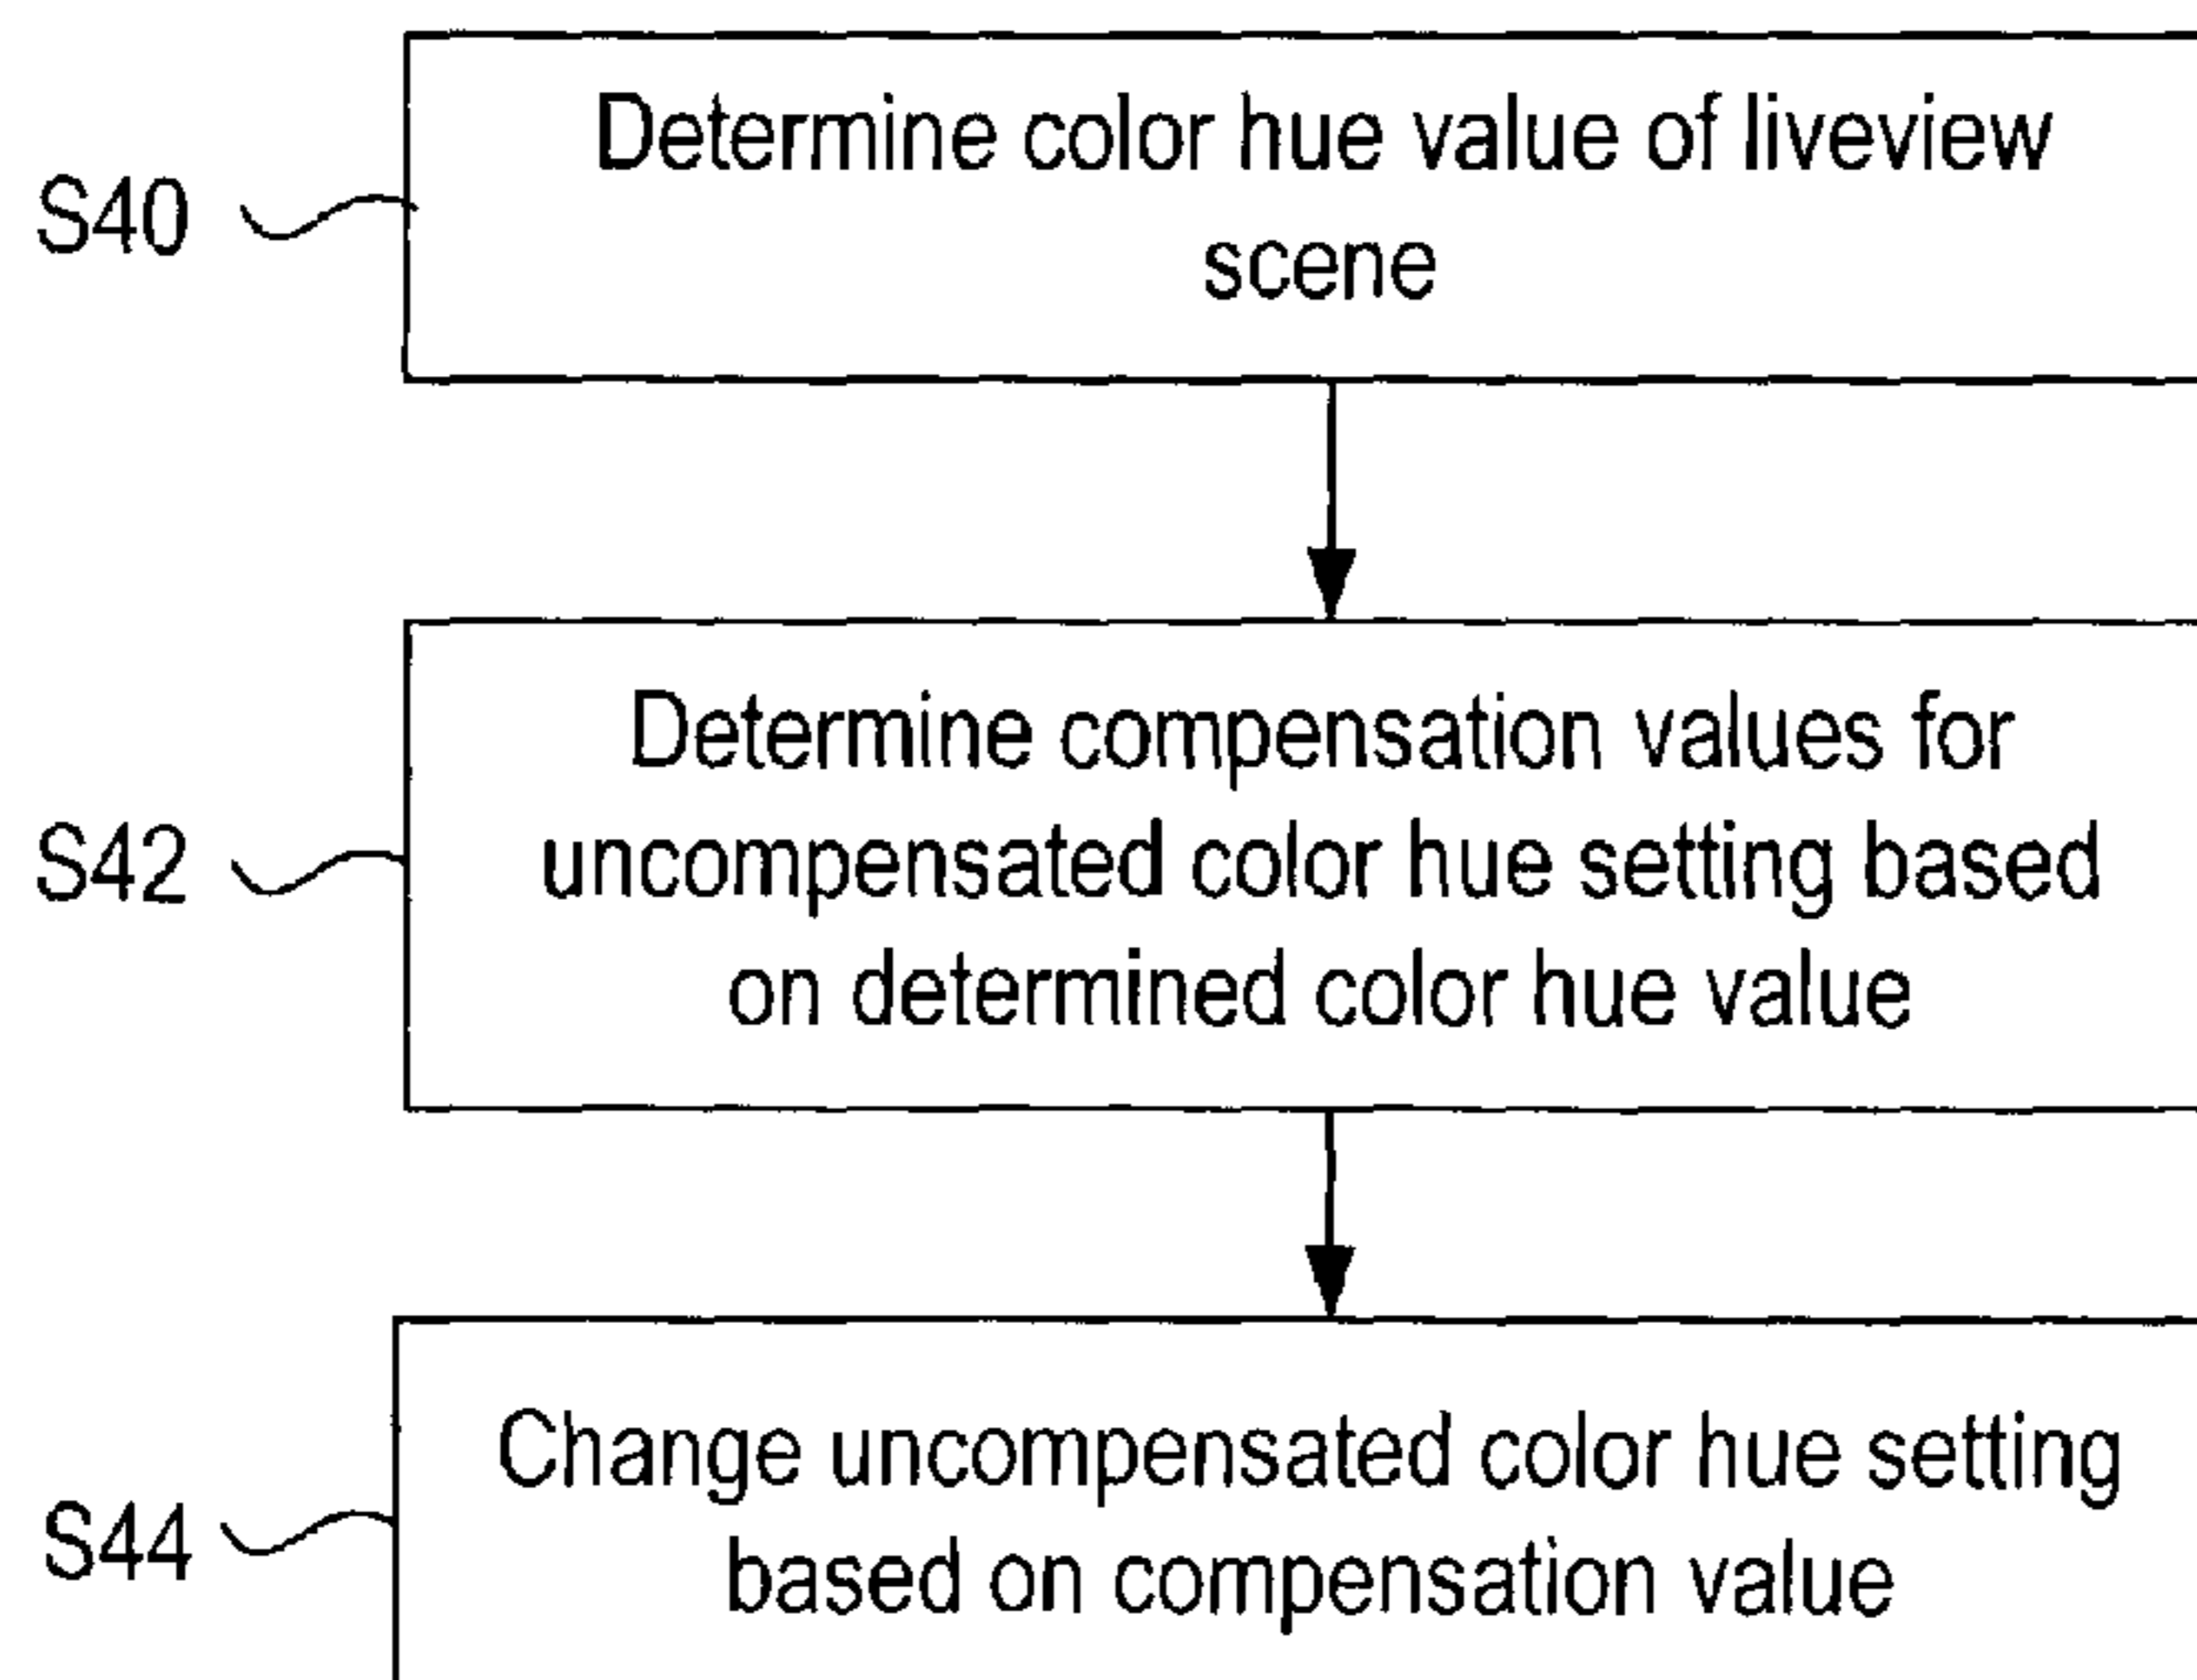 Determine color hue value of liveview
S40
scene
Determine compensation values for
S42
uncompensated color hue setting based
on determined color hue value
Change uncompensated color hue setting
S44
based on compensation value